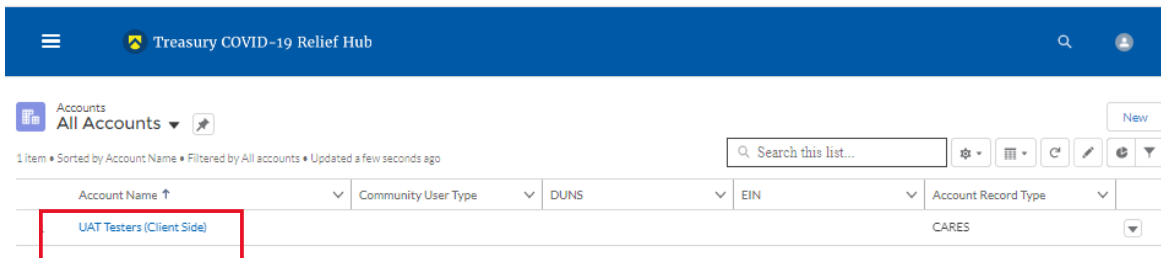 Treasury COVID-19 Relief Hub
Accounts
All Accounts
New
1 item • Sorted by Account Name • Filtered by All accounts • Updated a few seconds ago
Search this list...
Account Name ↑ Community User Type DUNS EIN Account Record Type
UAT Testers (Client Side) CARES